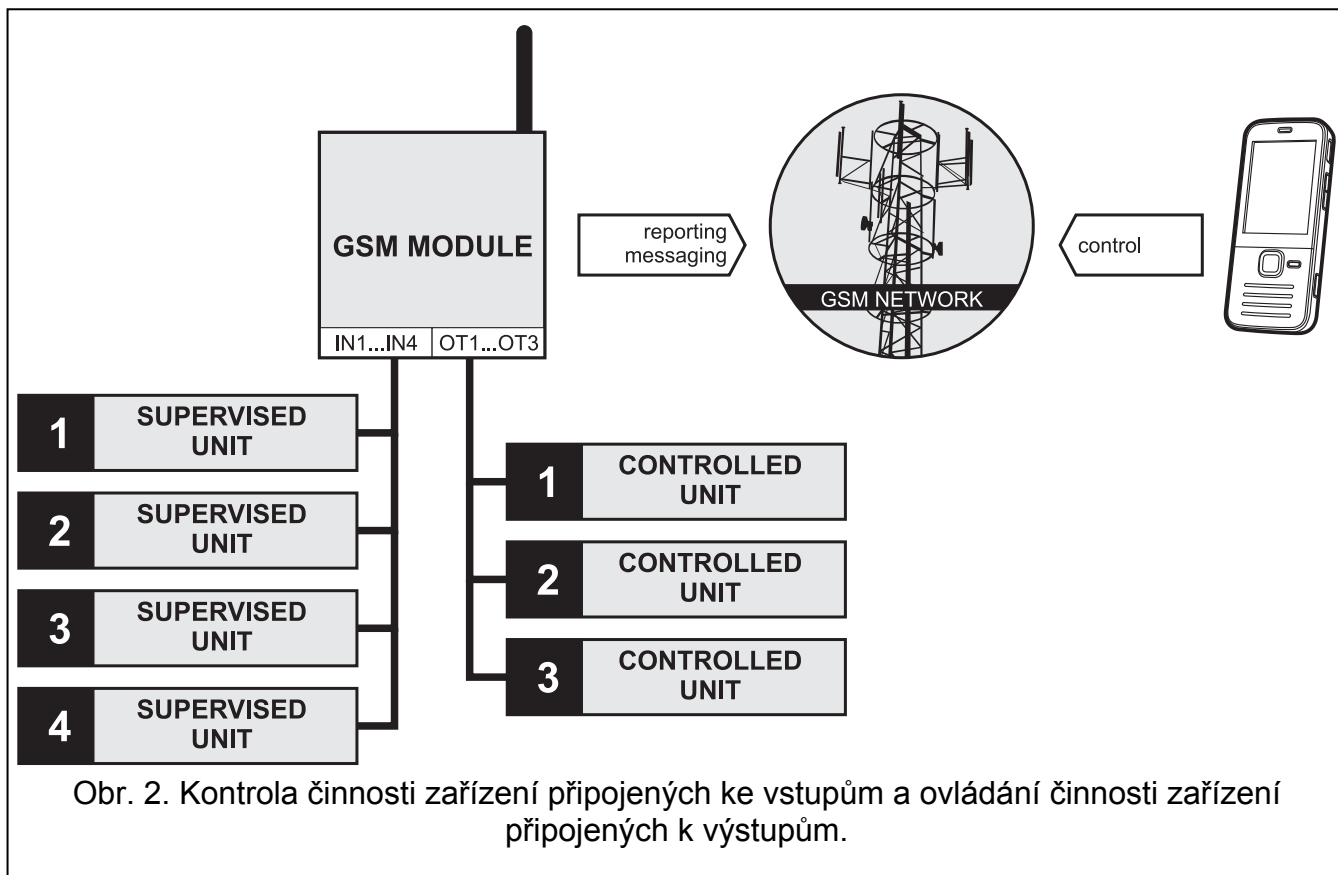 GSM MODULE
IN1...IN4
OT1...OT3
reporting
messaging
GSM NETWORK
control
1
SUPERVISED
UNIT
2
SUPERVISED
UNIT
3
SUPERVISED
UNIT
4
SUPERVISED
UNIT
1
CONTROLLED
UNIT
2
CONTROLLED
UNIT
3
CONTROLLED
UNIT
Obr. 2. Kontrola činnosti zařízení připojených ke vstupům a ovládání činnosti zařízení
připojených k výstupům.